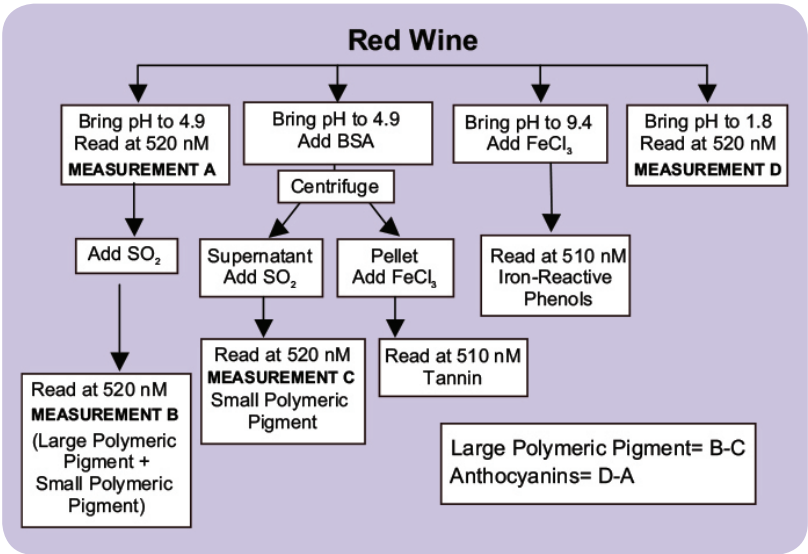 Red Wine
Bring pH to 4.9
Read at 520 nM
MEASUREMENT A
Bring pH to 4.9
Add BSA
Bring pH to 9.4
Add FeCl₃
Bring pH to 1.8
Read at 520 nM
MEASUREMENT D
Centrifuge
Add SO₂
Supernatant
Add SO₂
Pellet
Add FeCl₃
Read at 510 nM
Iron-Reactive
Phenols
Read at 520 nM
MEASUREMENT B
(Large Polymeric
Pigment +
Small Polymeric
Pigment)
Read at 520 nM
MEASUREMENT C
Small Polymeric
Pigment
Read at 510 nM
Tannin
Large Polymeric Pigment= B-C
Anthocyanins= D-A